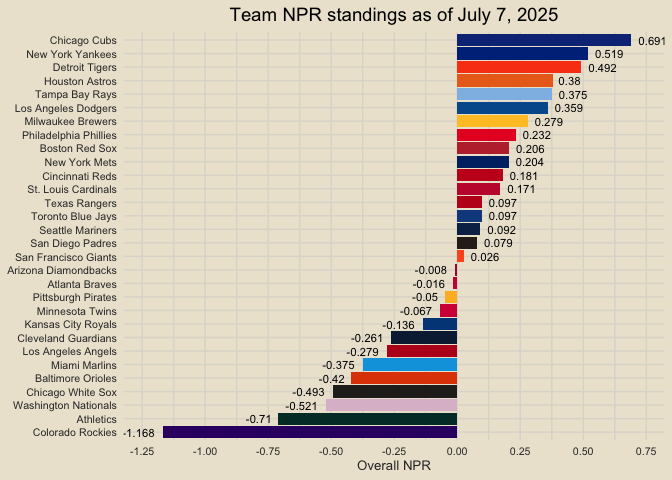 Team NPR standings as of July 7, 2025
Chicago Cubs 0.691
New York Yankees 0.519
Detroit Tigers 0.492
Houston Astros 0.38
Tampa Bay Rays 0.375
Los Angeles Dodgers 0.359
Milwaukee Brewers 0.279
Philadelphia Phillies 0.232
Boston Red Sox 0.206
New York Mets 0.204
Cincinnati Reds 0.181
St. Louis Cardinals 0.171
Texas Rangers 0.097
Toronto Blue Jays 0.097
Seattle Mariners 0.092
San Diego Padres 0.079
San Francisco Giants 0.026
Arizona Diamondbacks -0.008
Atlanta Braves -0.016
Pittsburgh Pirates -0.05
Minnesota Twins -0.067
Kansas City Royals -0.136
Cleveland Guardians -0.261
Los Angeles Angels -0.279
Miami Marlins -0.375
Baltimore Orioles -0.42
Chicago White Sox -0.493
Washington Nationals -0.521
Athletics -0.71
Colorado Rockies -1.168
-1.25 -1.00 -0.75 -0.50 -0.25 0.00 0.25 0.50 0.75
Overall NPR